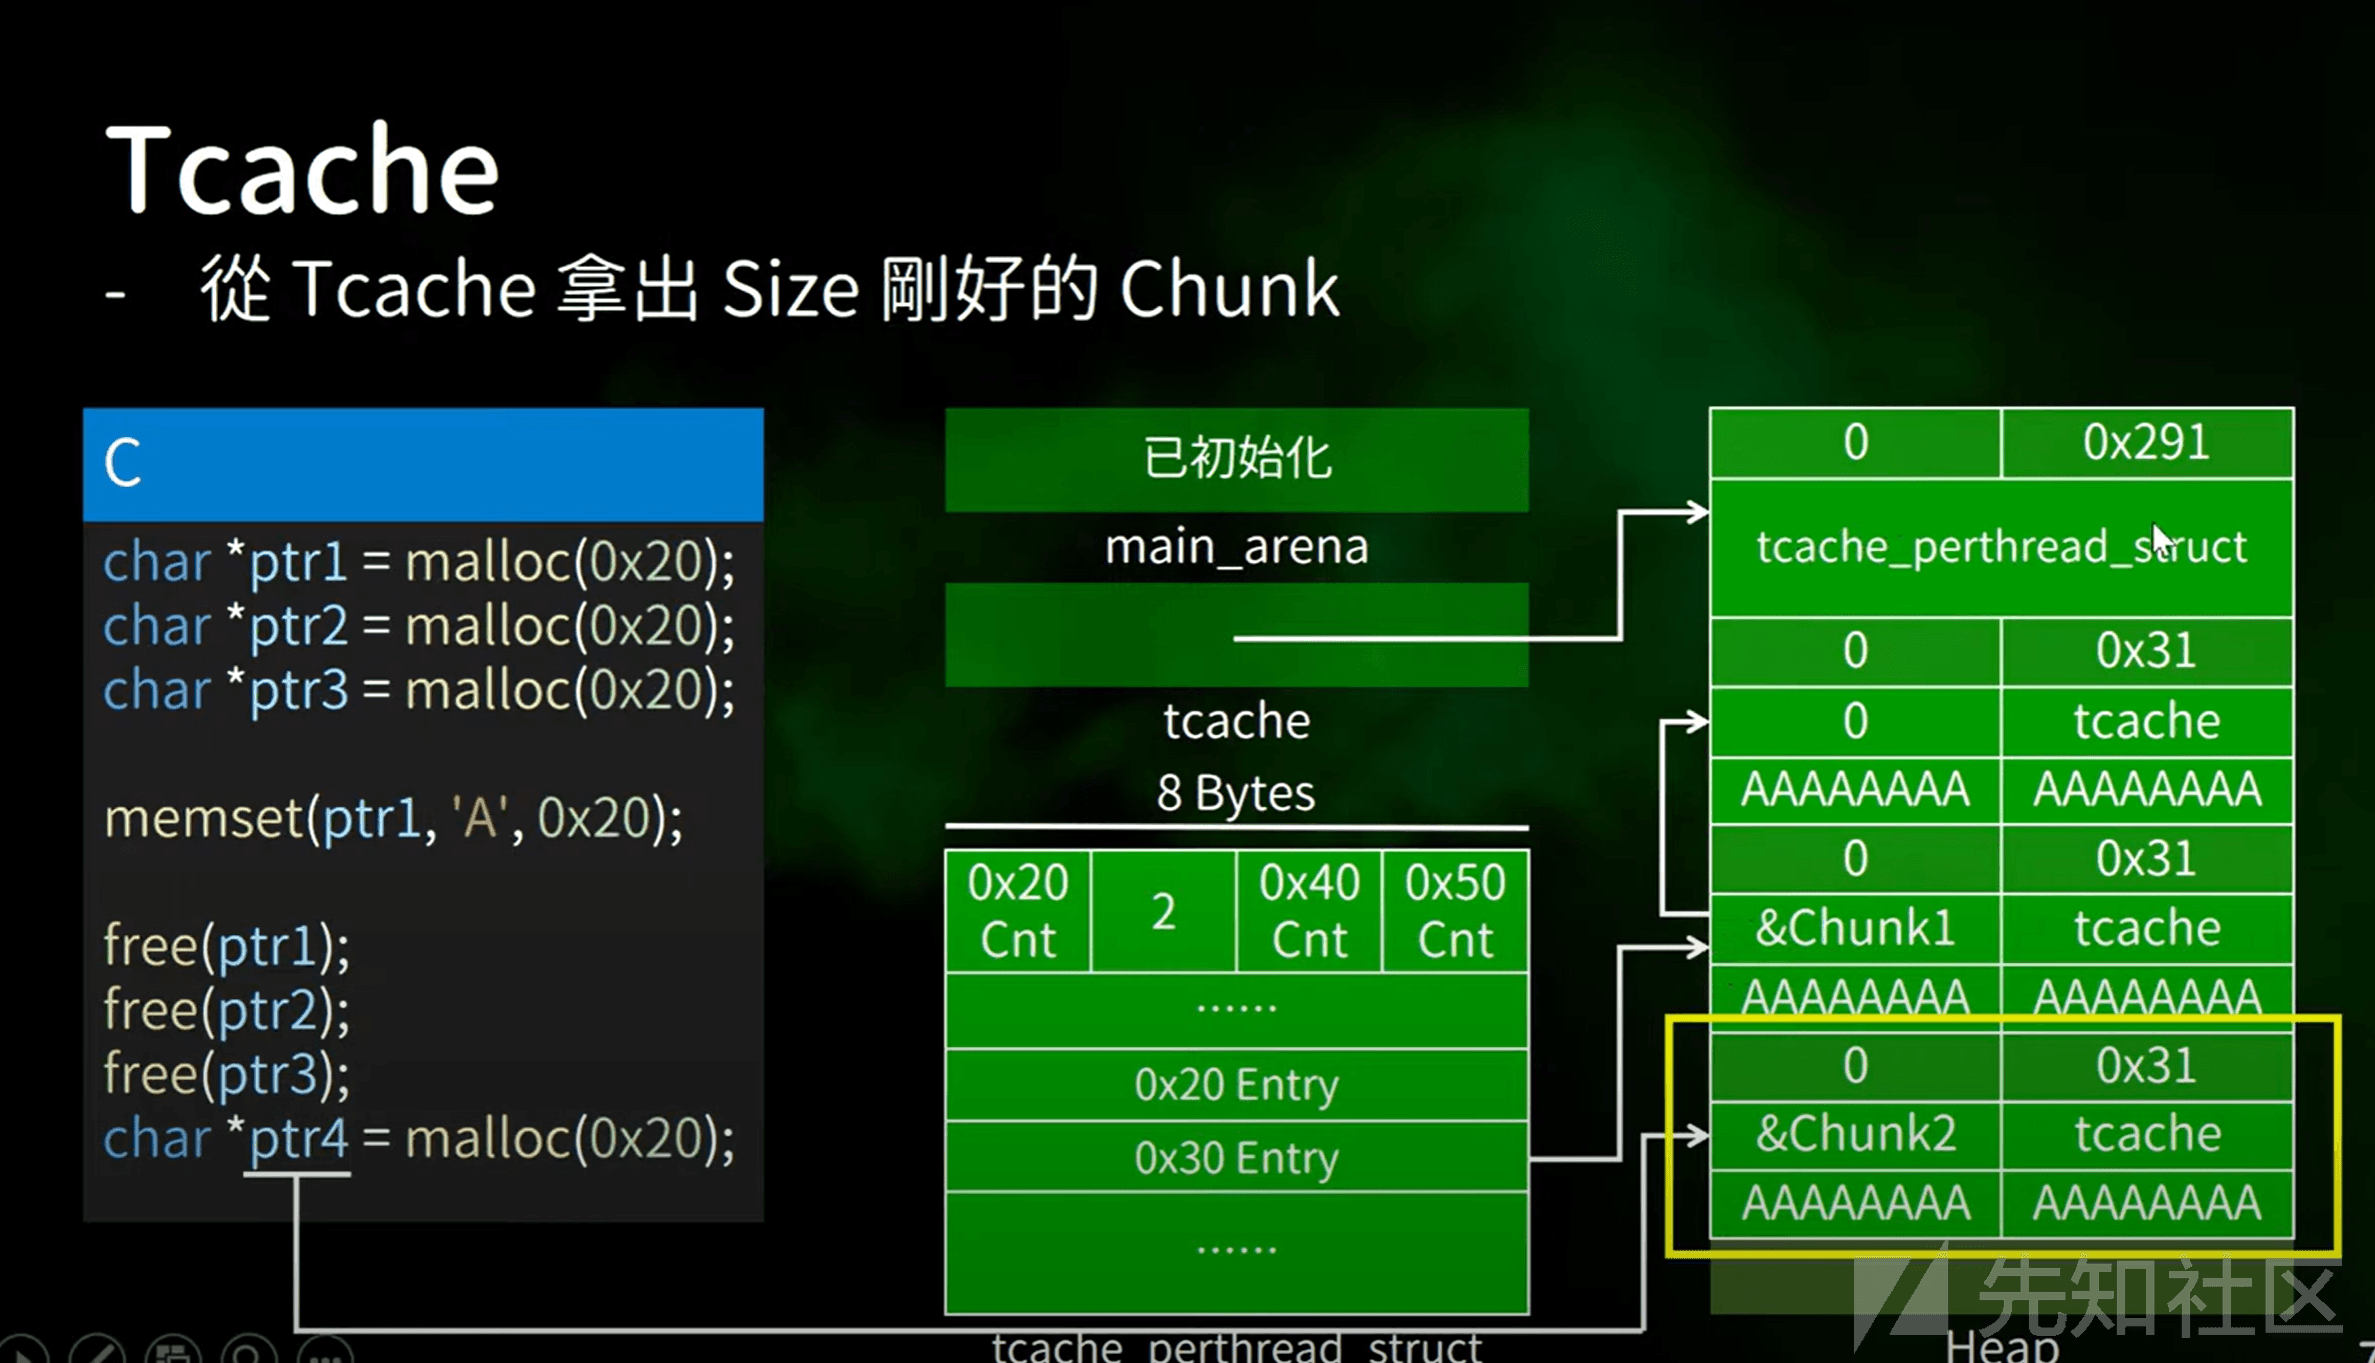 Tcache
- 從 Tcache 拿出 Size 剛好的 Chunk
C
char *ptr1 = malloc(0x20);
char *ptr2 = malloc(0x20);
char *ptr3 = malloc(0x20);
memset(ptr1, 'A', 0x20);
free(ptr1);
free(ptr2);
free(ptr3);
char *ptr4 = malloc(0x20);
已初始化
main_arena
tcache
8 Bytes
0x20 Cnt 2 0x40 Cnt 0x50 Cnt
......
0x20 Entry
0x30 Entry
......
tcache_perthread_struct
0 0x291
tcache_perthread_struct
0 0x31
0 tcache
AAAAAAAA AAAAAAAA
0 0x31
&Chunk1 tcache
AAAAAAAA AAAAAAAA
0 0x31
&Chunk2 tcache
AAAAAAAA AAAAAAAA
Heap
先知社区